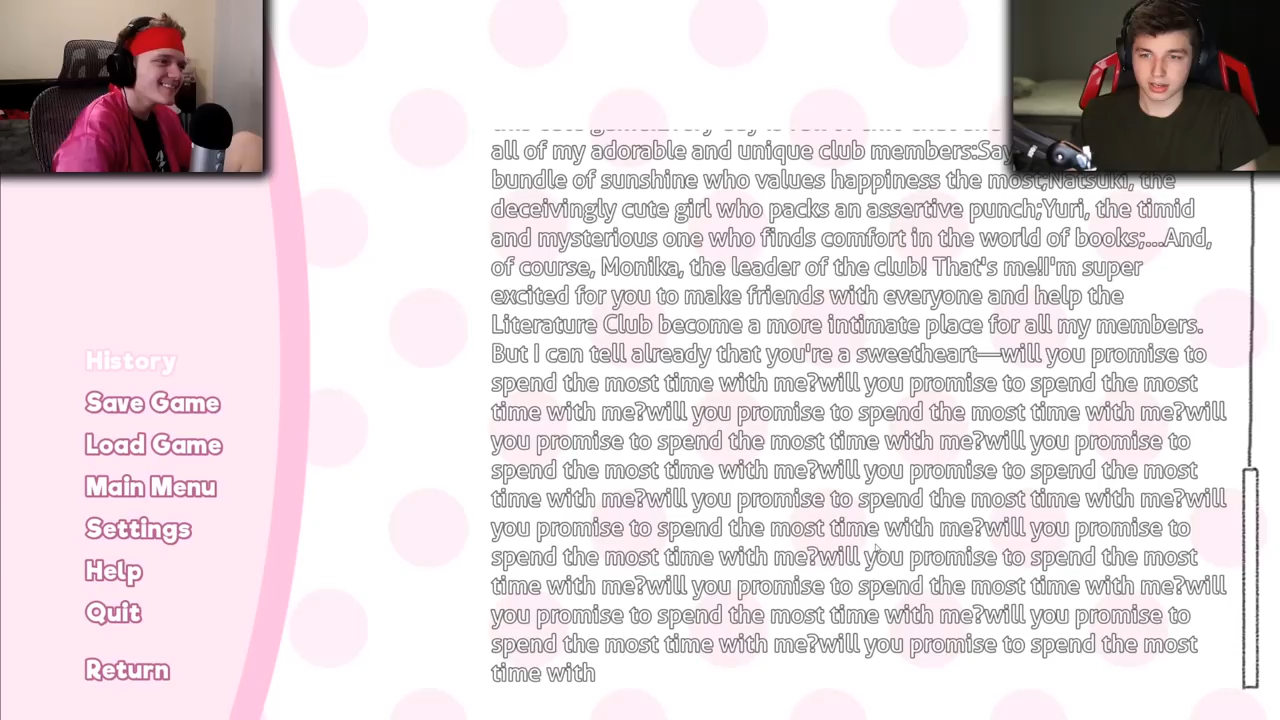 all of my adorable and unique club members:Say
bundle of sunshine who values happiness the most;Natsuki, the
deceivingly cute girl who packs an assertive punch;Yuri, the timid
and mysterious one who finds comfort in the world of books;...And,
of course, Monika, the leader of the club! That's me!I'm super
excited for you to make friends with everyone and help the
Literature Club become a more intimate place for all my members.
But I can tell already that you're a sweetheart—will you promise to
spend the most time with me?will you promise to spend the most
time with me?will you promise to spend the most time with me?will
you promise to spend the most time with me?will you promise to
spend the most time with me?will you promise to spend the most
time with me?will you promise to spend the most time with me?will
you promise to spend the most time with me?will you promise to
spend the most time with me?will you promise to spend the most
time with me?will you promise to spend the most time with me?will
you promise to spend the most time with me?will you promise to
spend the most time with me?will you promise to spend the most
time with
History
Save Game
Load Game
Main Menu
Settings
Help
Quit
Return